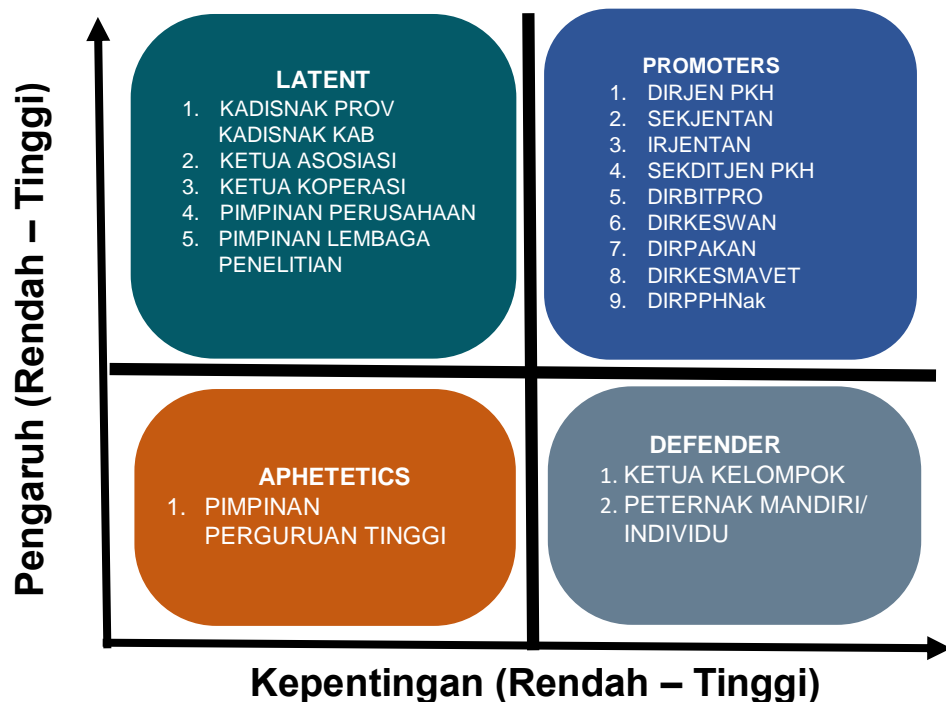 Pengaruh (Rendah – Tinggi)
LATENT
1. KADISNAK PROV
KADISNAK KAB
2. KETUA ASOSIASI
3. KETUA KOPERASI
4. PIMPINAN PERUSAHAAN
5. PIMPINAN LEMBAGA
PENELITIAN
PROMOTERS
1. DIRJEN PKH
2. SEKJENTAN
3. IRJENTAN
4. SEKDITJEN PKH
5. DIRBITPRO
6. DIRKESWAN
7. DIRPAKAN
8. DIRKESMAVET
9. DIRPPHNak
APHETETICS
1. PIMPINAN
PERGURUAN TINGGI
DEFENDER
1. KETUA KELOMPOK
2. PETERNAK MANDIRI/
INDIVIDU
Kepentingan (Rendah – Tinggi)